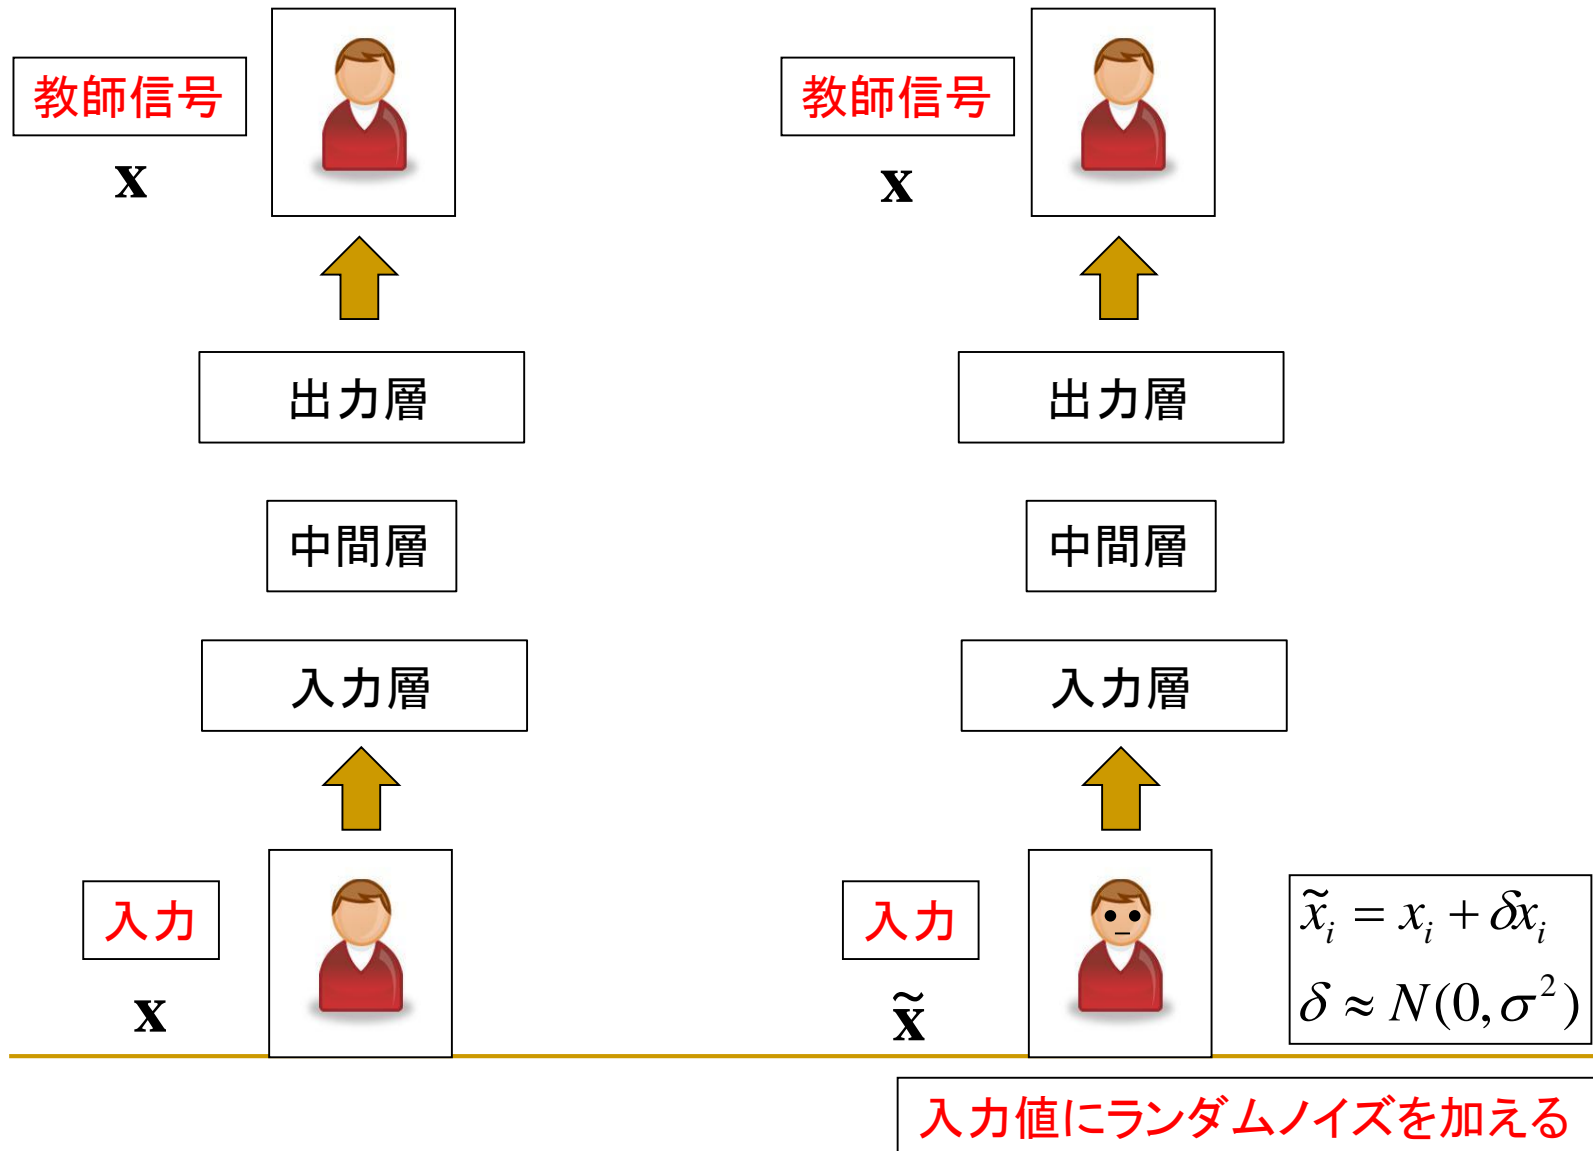 教師信号
x
出力層
中間層
入力層
入力
x
教師信号
x
出力層
中間層
入力層
入力
x̃
x̃ᵢ = xᵢ + δxᵢ
δ ≈ N(0, σ²)
入力値にランダムノイズを加える